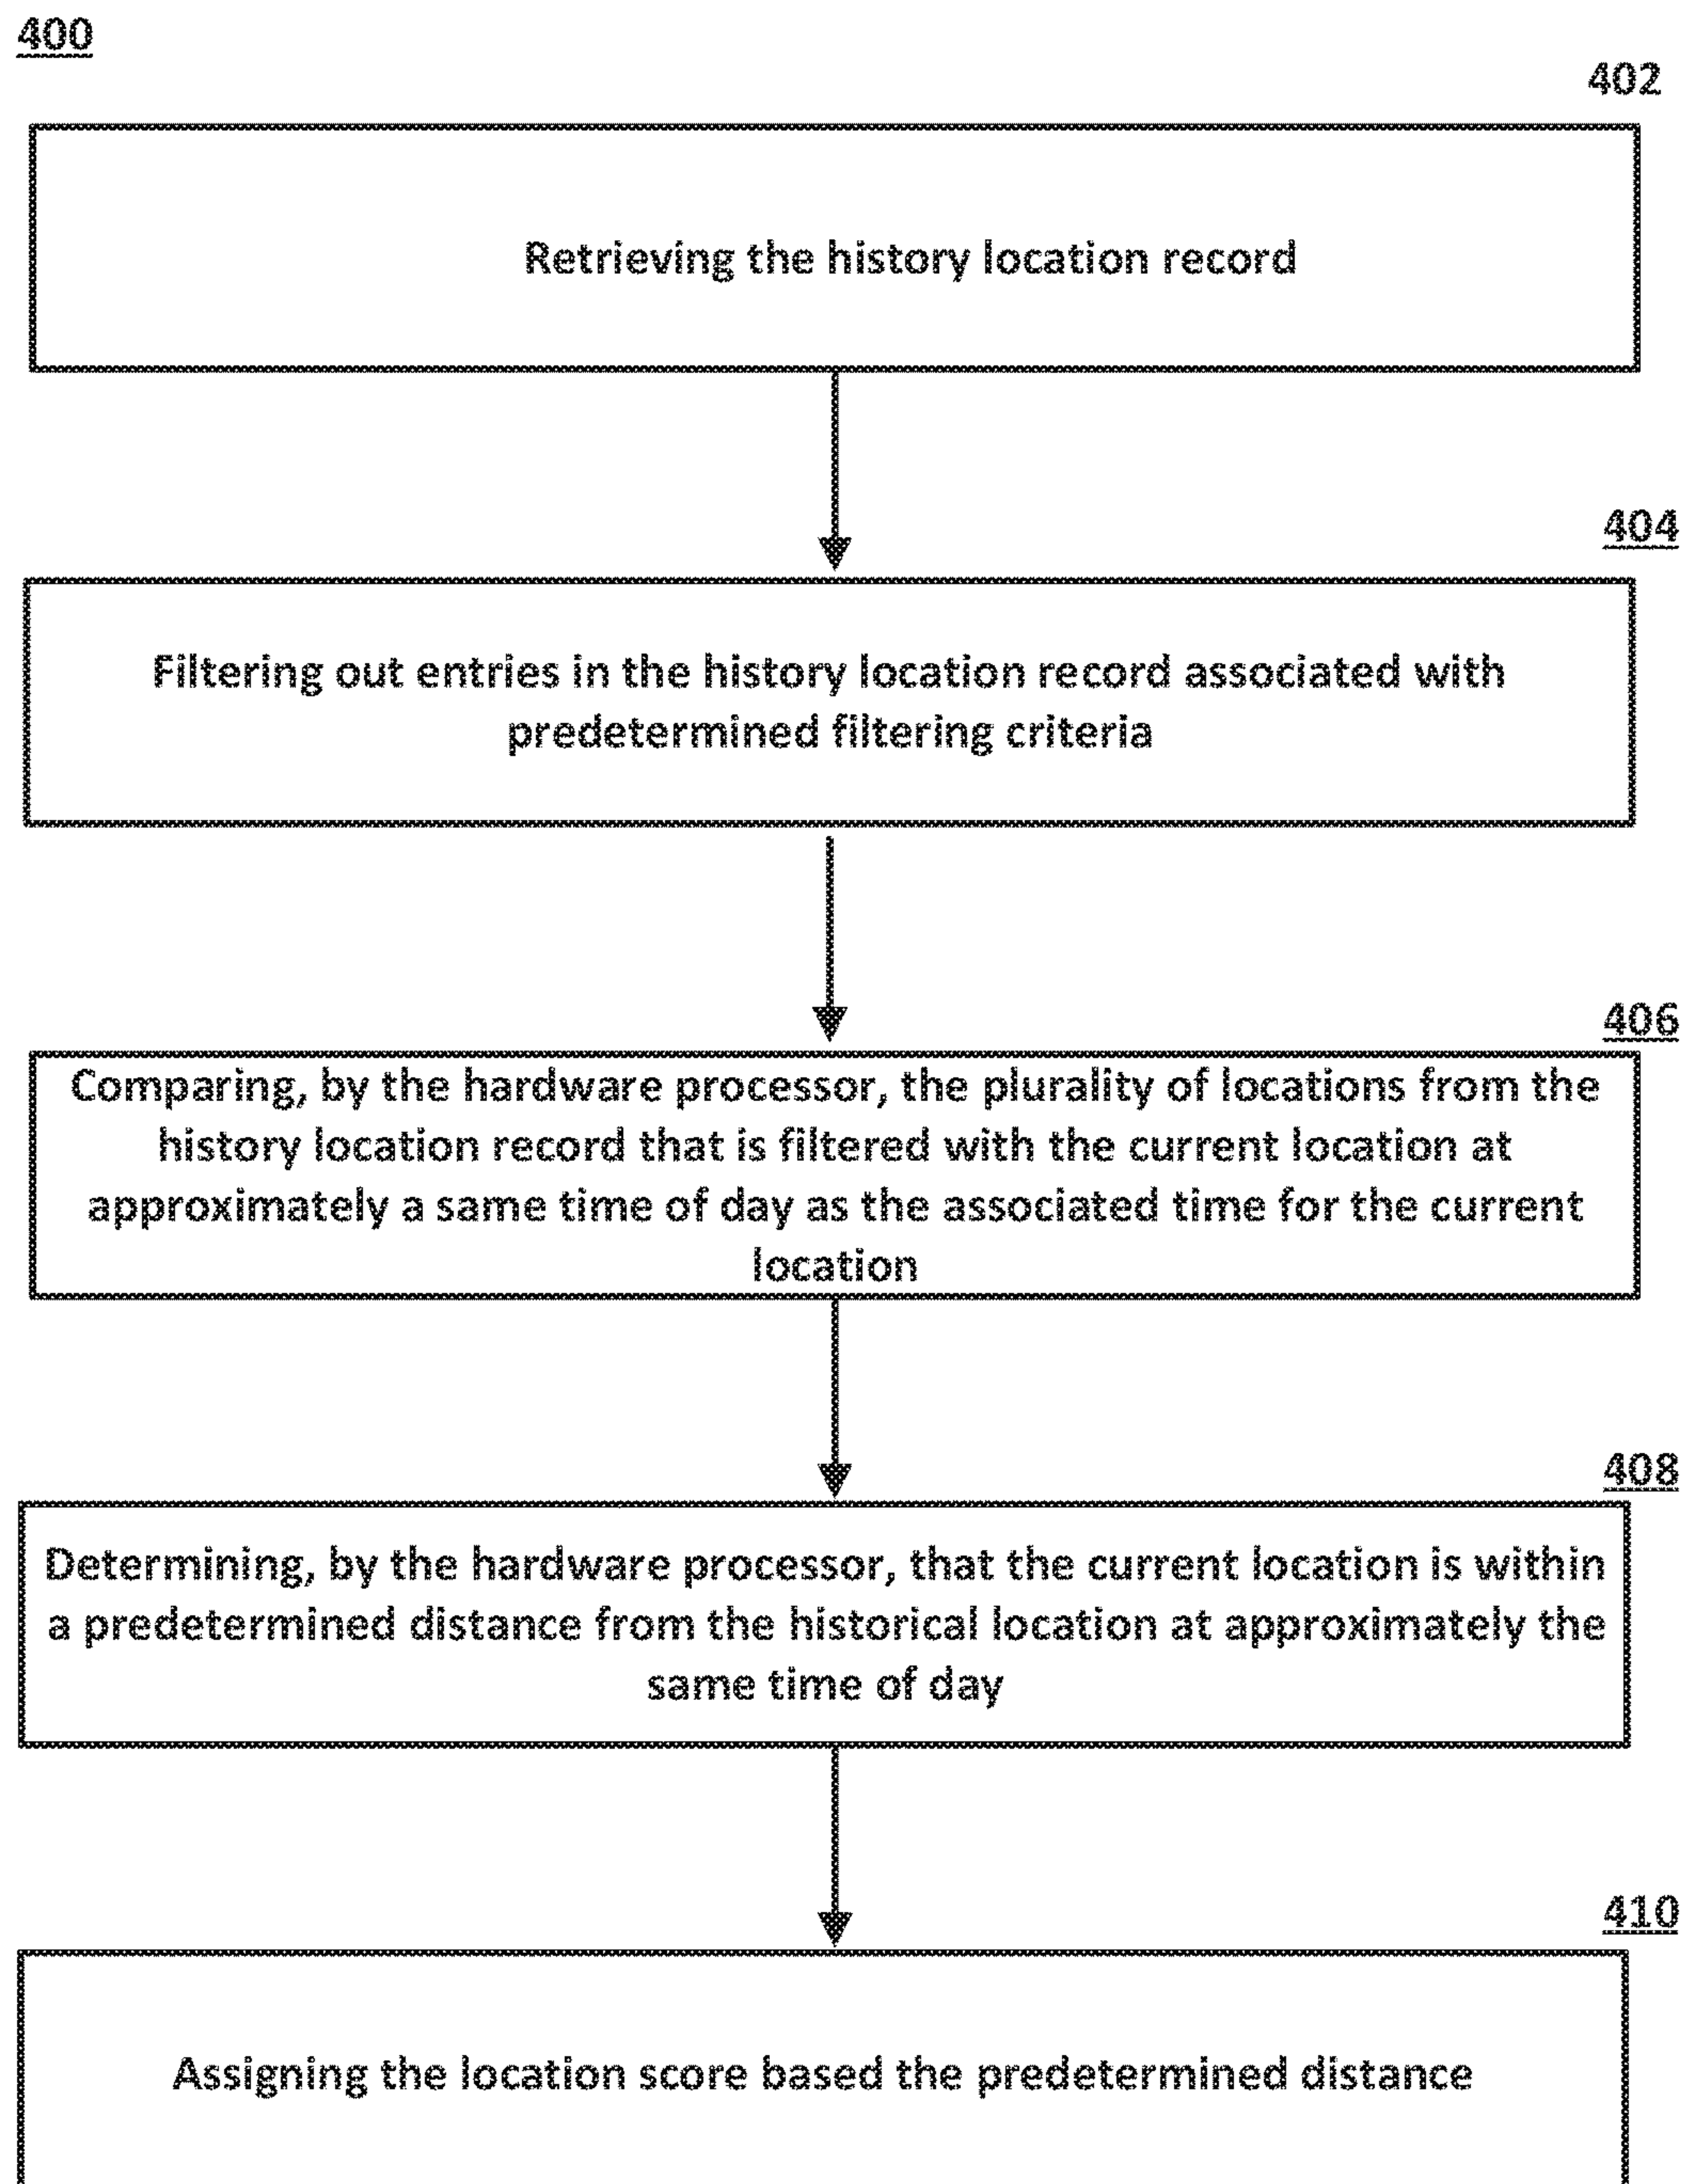 400
402
Retrieving the history location record
404
Filtering out entries in the history location record associated with
predetermined filtering criteria
406
Comparing, by the hardware processor, the plurality of locations from the
history location record that is filtered with the current location at
approximately a same time of day as the associated time for the current
location
408
Determining, by the hardware processor, that the current location is within
a predetermined distance from the historical location at approximately the
same time of day
410
Assigning the location score based the predetermined distance